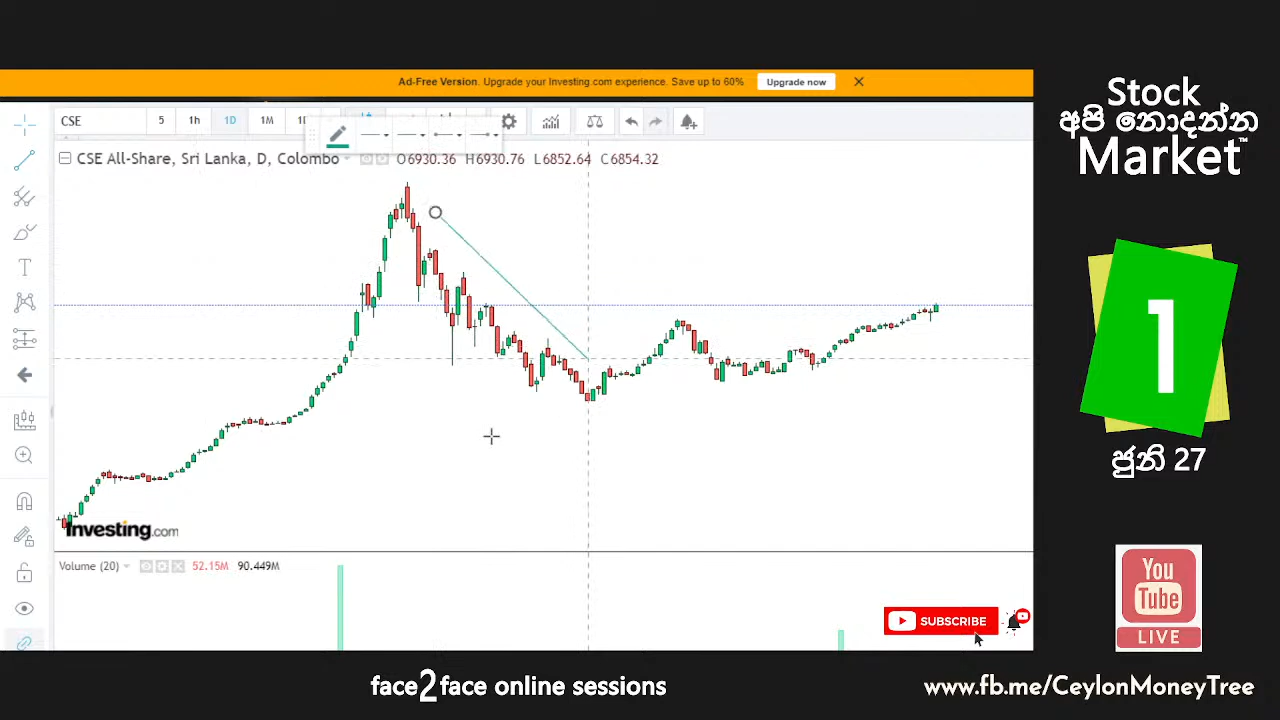 Ad-Free Version. Upgrade your Investing.com experience. Save up to 60%
Upgrade now
CSE
5
1h
1D
1M
CSE All-Share, Sri Lanka, D, Colombo
O6930.36 H6930.76 L6852.64 C6854.32
Investing.com
Volume (20)
52.15M 90.449M
SUBSCRIBE
Stock
අපි නොදන්න
Market™
1
ජුනි 27
You
Tube
LIVE
face2face online sessions
www.fb.me/CeylonMoneyTree